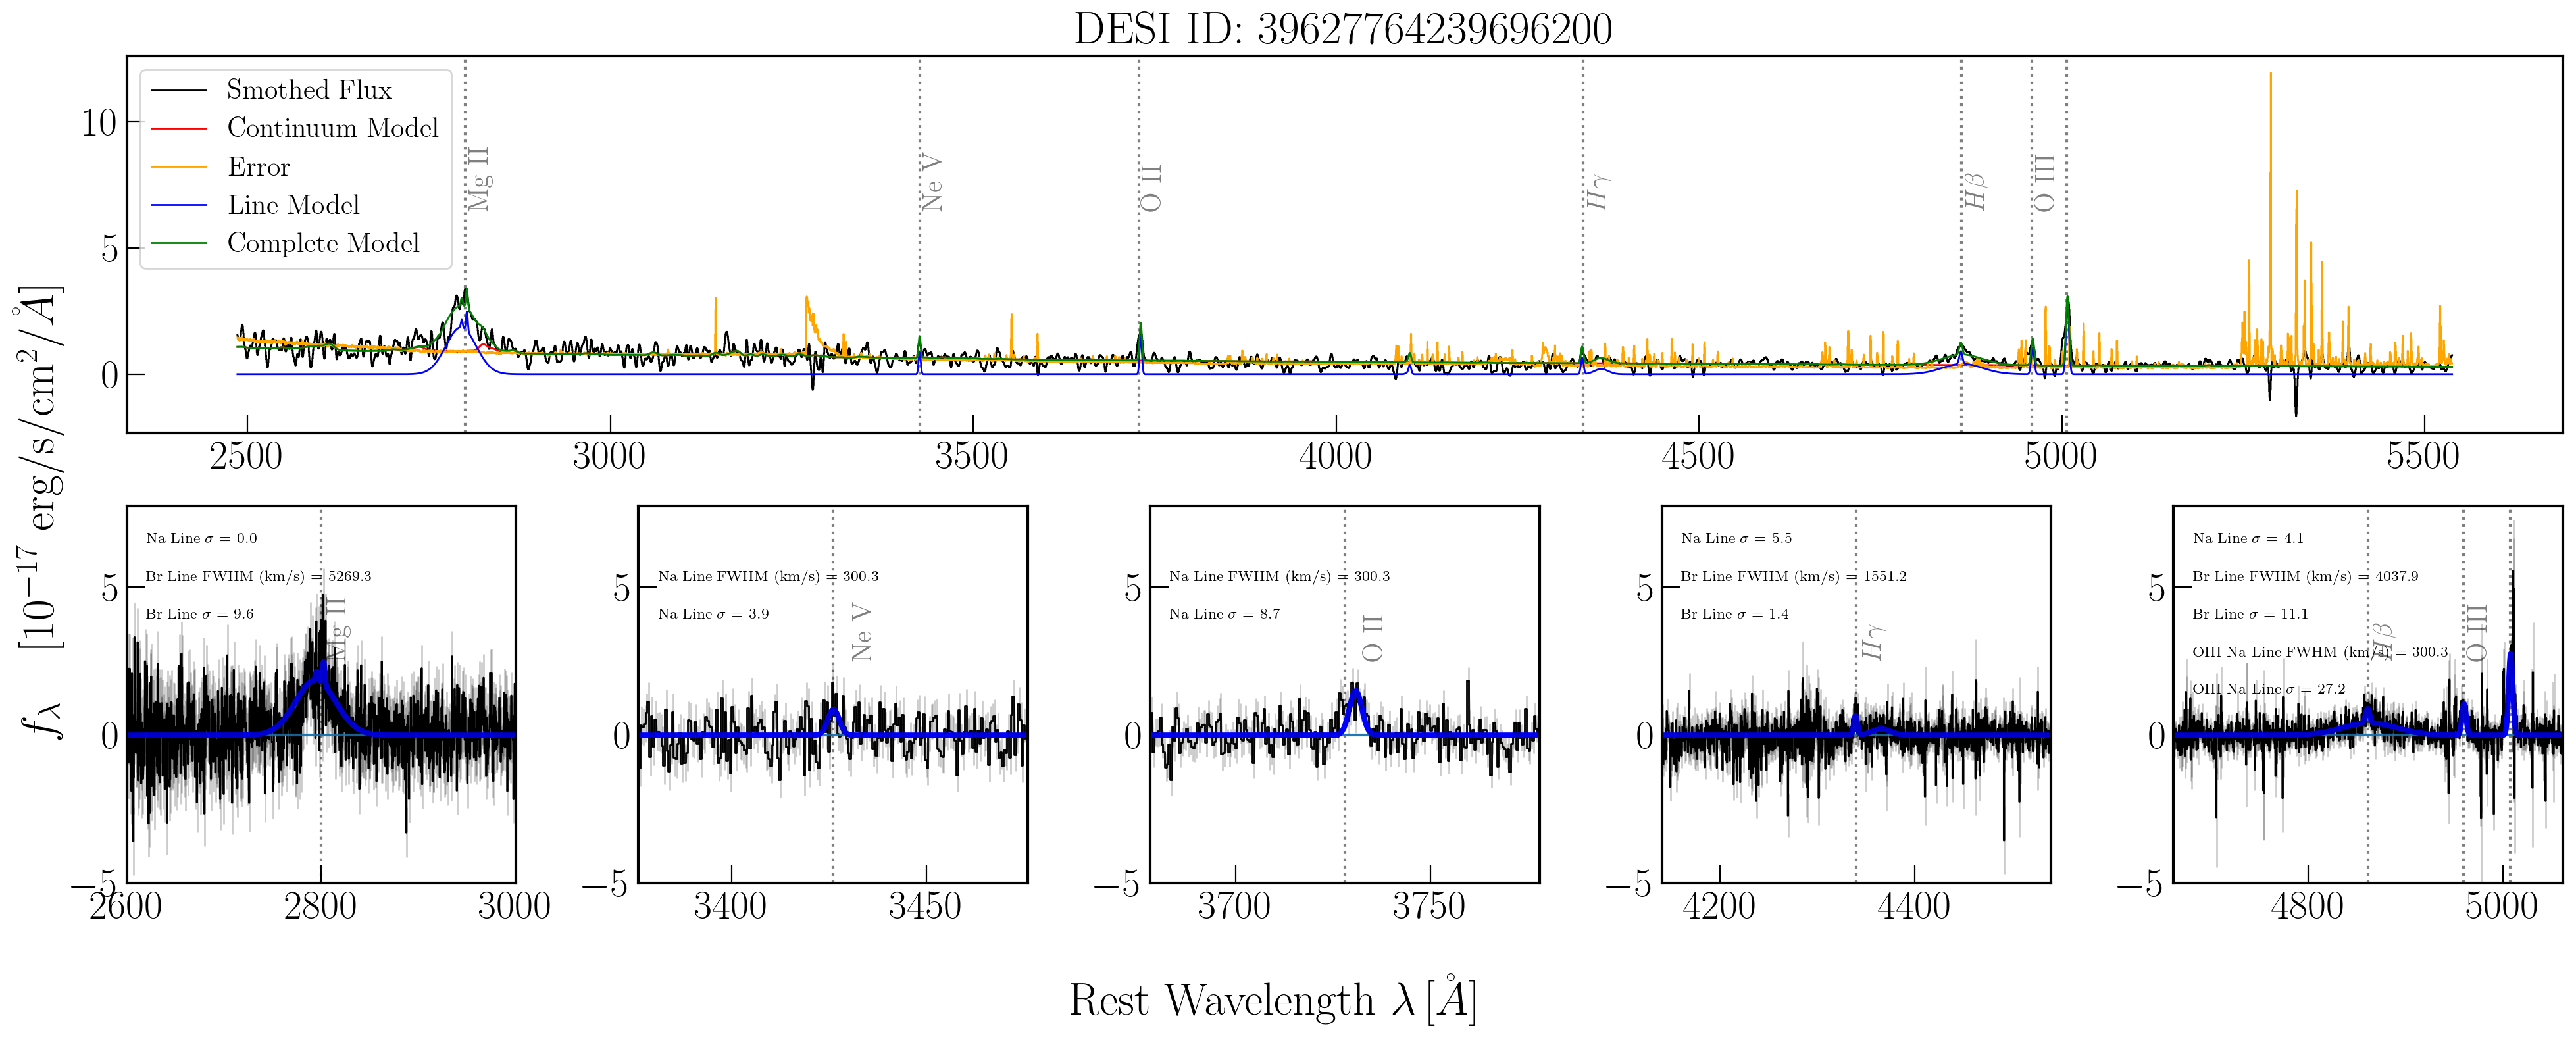 DESI ID: 39627764239696200
Smothed Flux
Continuum Model
Error
Line Model
Complete Model
Mg II
Ne V
O II
Hγ
Hβ
O III
10
5
0
2500 3000 3500 4000 4500 5000 5500
fλ [10⁻¹⁷ erg/s/cm²/Å]
Na Line σ = 0.0
Br Line FWHM (km/s) = 5269.3
Br Line σ = 9.6
Mg II
5
0
−5
2600 2800 3000
Na Line FWHM (km/s) = 300.3
Na Line σ = 3.9
Ne V
5
0
−5
3400 3450
Na Line FWHM (km/s) = 300.3
Na Line σ = 8.7
O II
5
0
−5
3700 3750
Na Line σ = 5.5
Br Line FWHM (km/s) = 1551.2
Br Line σ = 1.4
Hγ
5
0
−5
4200 4400
Na Line σ = 4.1
Br Line FWHM (km/s) = 4037.9
Br Line σ = 11.1
OIII Na Line FWHM (km/s) = 300.3
OIII Na Line σ = 27.2
Hβ
O III
5
0
−5
4800 5000
Rest Wavelength λ [Å]